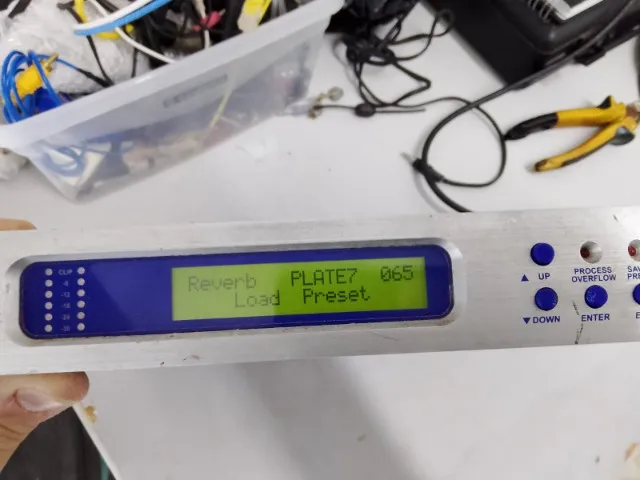 Reverb PLATE7 065
Load Preset
CLIP
▲ UP
PROCESS
OVERFLOW
▼ DOWN
ENTER